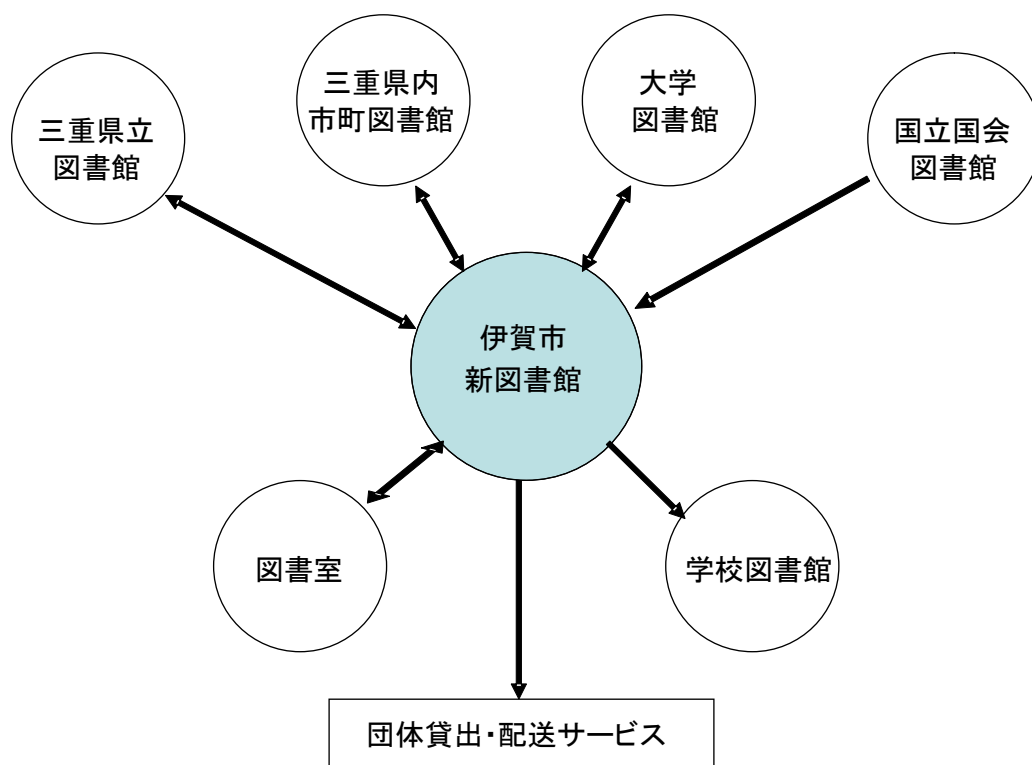 三重県立
図書館
三重県内
市町図書館
大学
図書館
国立国会
図書館
伊賀市
新図書館
図書室
学校図書館
団体貸出・配送サービス